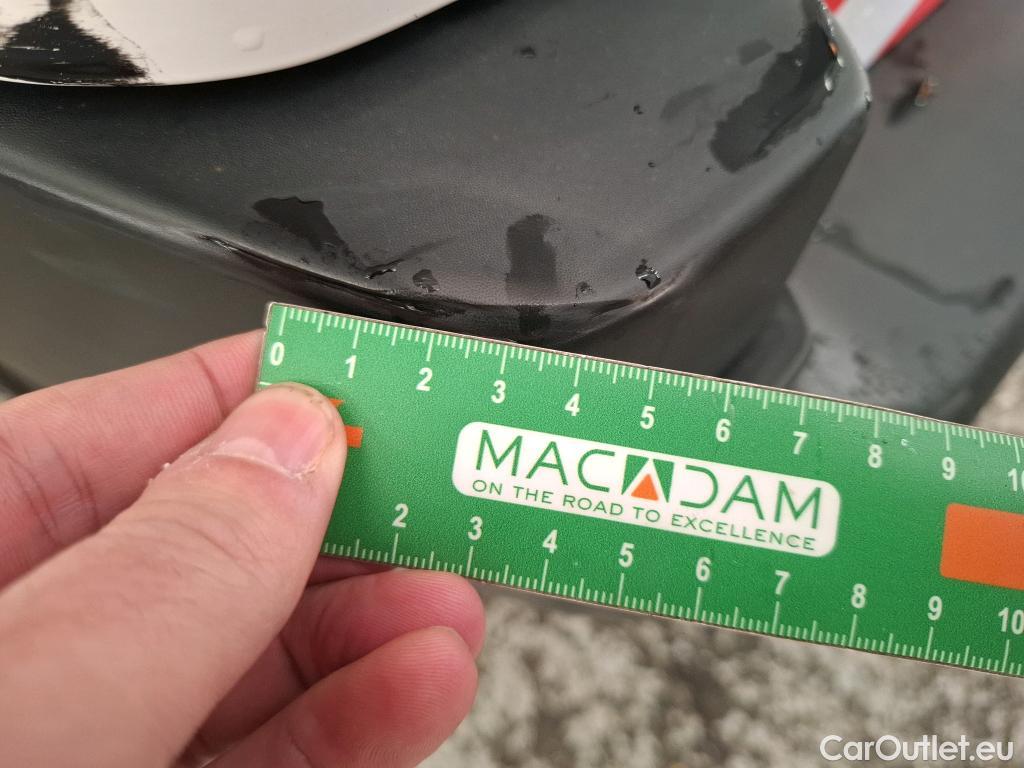 0 1 2 3 4 5 6 7 8 9 10
MACADAM
ON THE ROAD TO EXCELLENCE
2 3 4 5 6 7 8 9 10
CarOutlet.eu